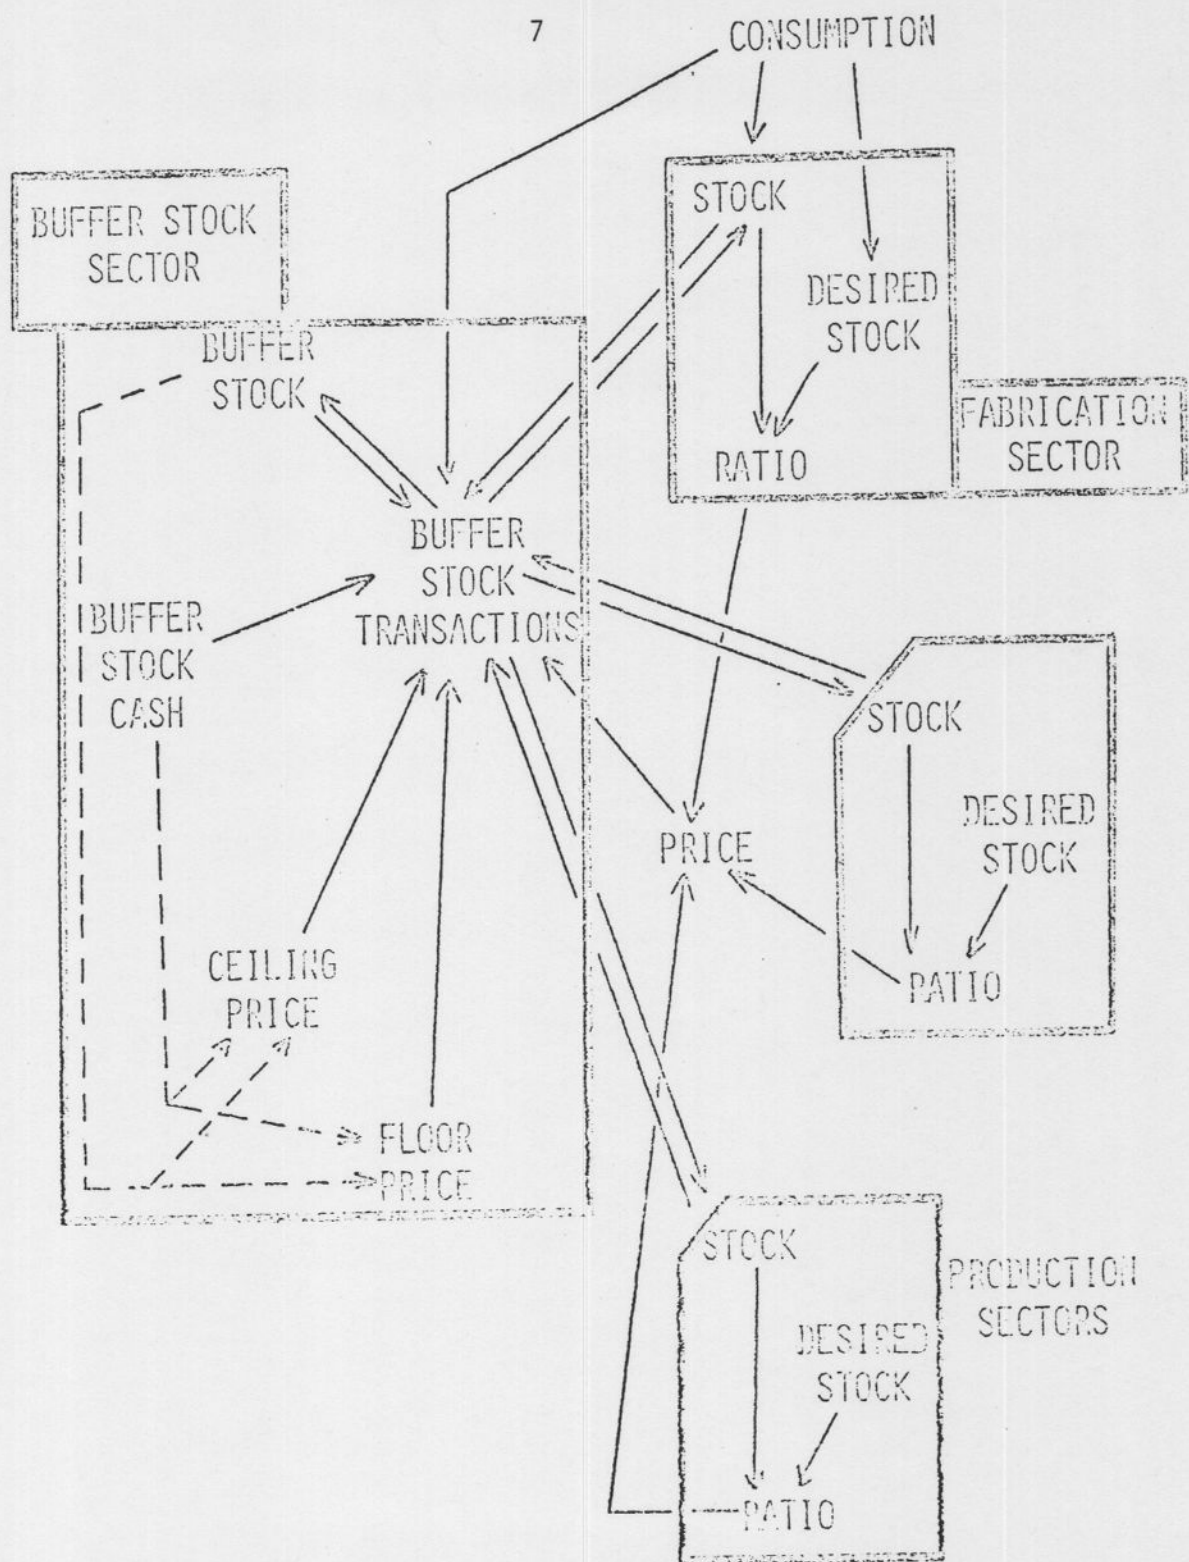 7
CONSUMPTION
BUFFER STOCK
SECTOR
STOCK
DESIRED
STOCK
RATIO
FABRICATION
SECTOR
BUFFER
STOCK
BUFFER
STOCK
TRANSACTIONS
BUFFER
STOCK
CASH
CEILING
PRICE
FLOOR
PRICE
PRICE
STOCK
DESIRED
STOCK
RATIO
STOCK
DESIRED
STOCK
RATIO
PRODUCTION
SECTORS